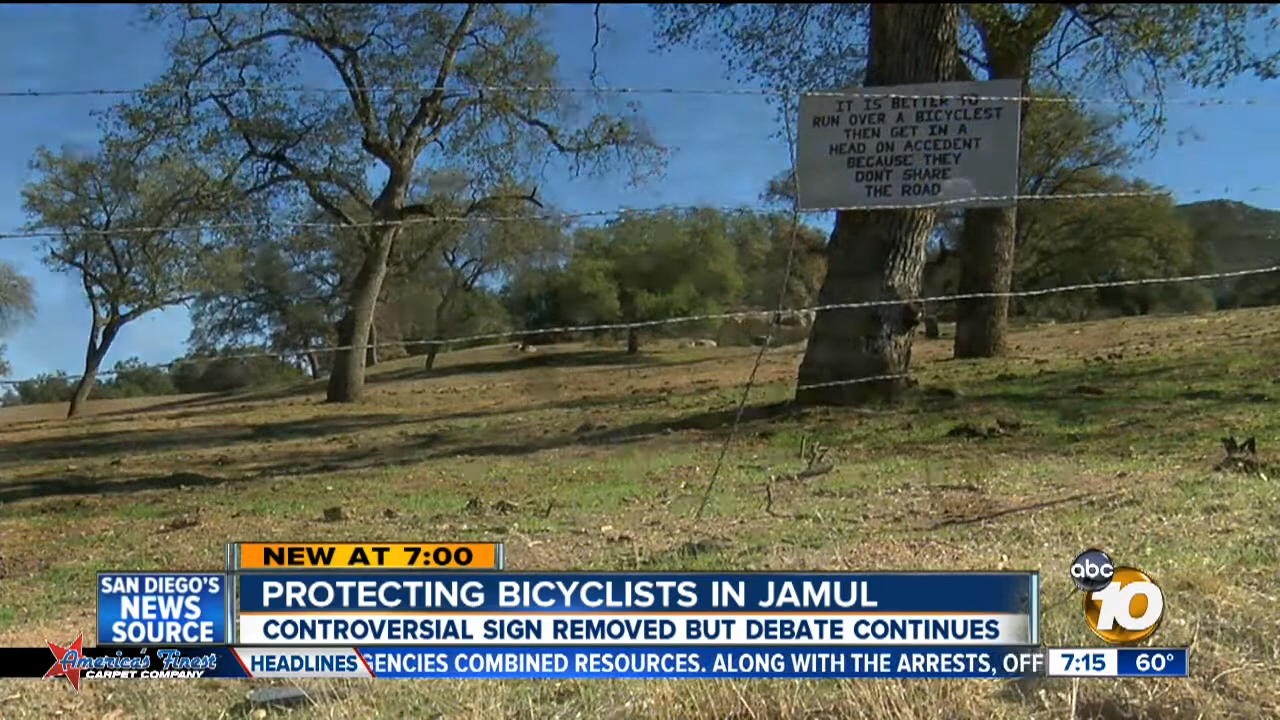 IT IS BETTER TO
RUN OVER A BICYCLEST
THEN GET IN A
HEAD ON ACCEDENT
BECAUSE THEY
DON'T SHARE
THE ROAD
NEW AT 7:00
SAN DIEGO'S
NEWS
SOURCE
PROTECTING BICYCLISTS IN JAMUL
CONTROVERSIAL SIGN REMOVED BUT DEBATE CONTINUES
abc
10
America's Finest
CARPET COMPANY
HEADLINES
GENCIES COMBINED RESOURCES. ALONG WITH THE ARRESTS, OFF
7:15
60°